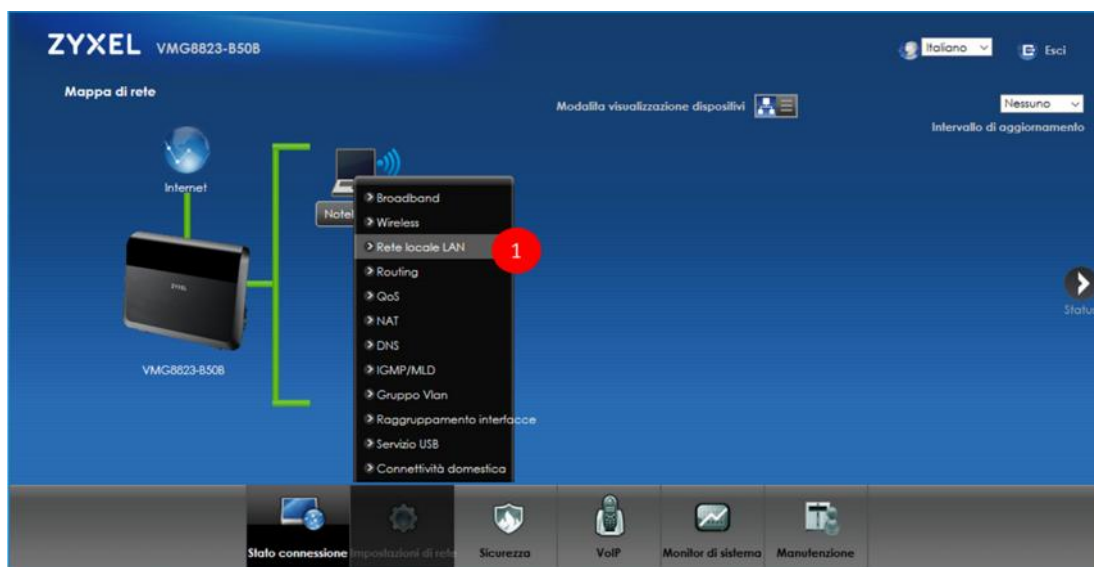 ZYXEL VMG8823-B50B
Italiano
Esci
Mappa di rete
Modalita visualizzazione dispositivi
Nessuno
Intervallo di aggiornamento
Internet
Broadband
Wireless
Rete locale LAN
1
Routing
QoS
NAT
DNS
IGMP/MLD
Gruppo Vlan
Raggruppamento interfacce
Servizio USB
Connettività domestica
ZYXEL
VMG8823-B50B
Stato connessione
Impostazioni di rete
Sicurezza
VoIP
Monitor di sistema
Manutenzione